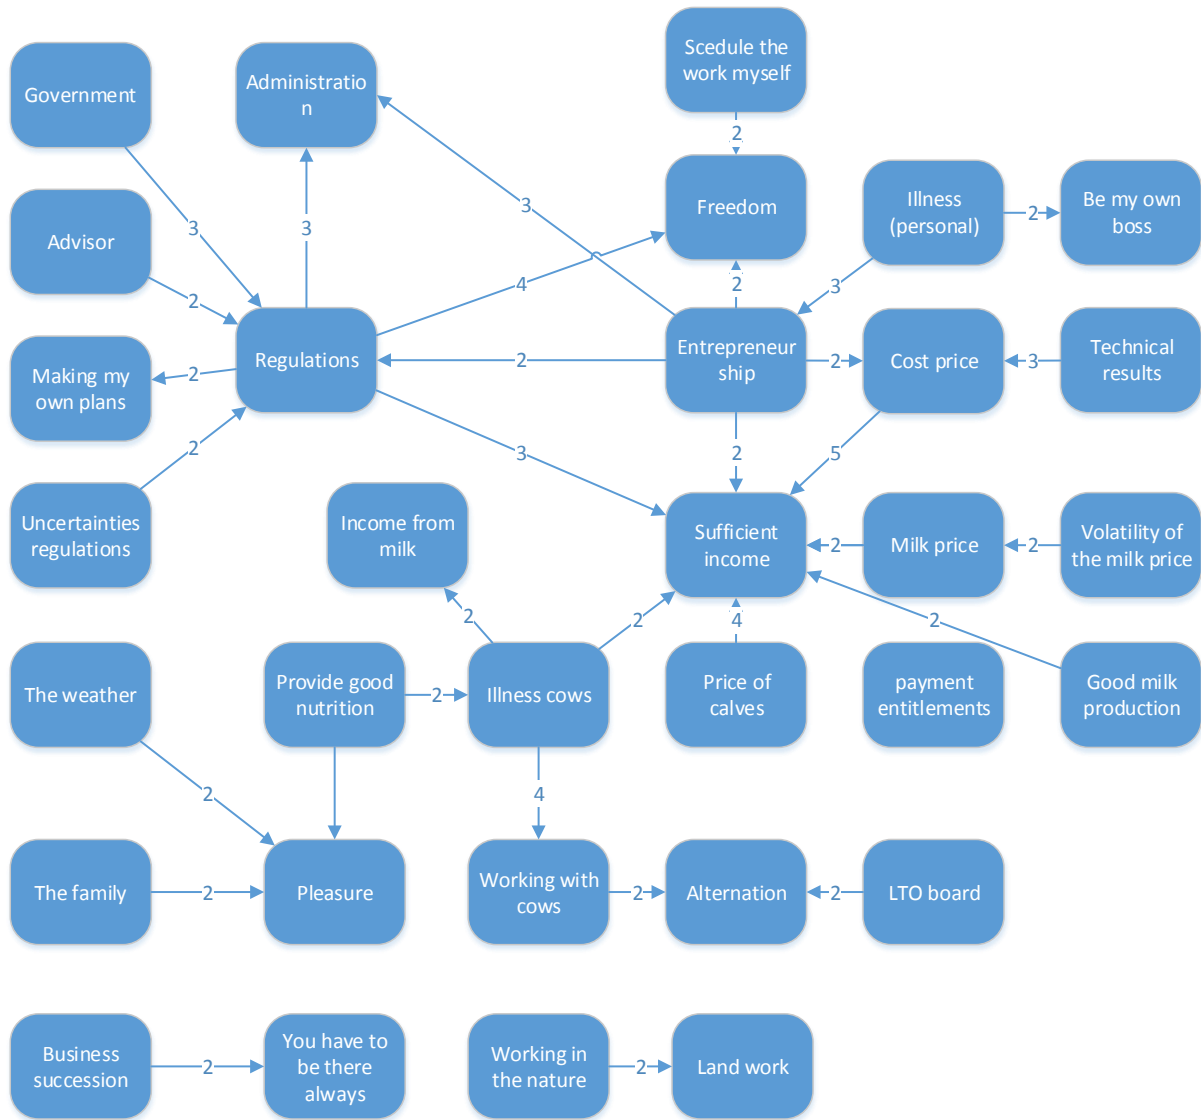 Scedule the
work myself
Government
Administratio
n
2
Freedom
Illness
(personal)
2
Be my own
boss
3
Advisor
3
3
2
4
2
3
Regulations
2
Entrepreneur
ship
2
Cost price
3
Technical
results
Making my
own plans
2
2
3
2
5
Uncertainties
regulations
Income from
milk
Sufficient
income
2
Milk price
2
Volatility of
the milk price
2
2
4
2
The weather
Provide good
nutrition
2
Illness cows
Price of
calves
payment
entitlements
Good milk
production
2
4
The family
2
Pleasure
Working with
cows
2
Alternation
2
LTO board
Business
succession
2
You have to
be there
always
Working in
the nature
2
Land work